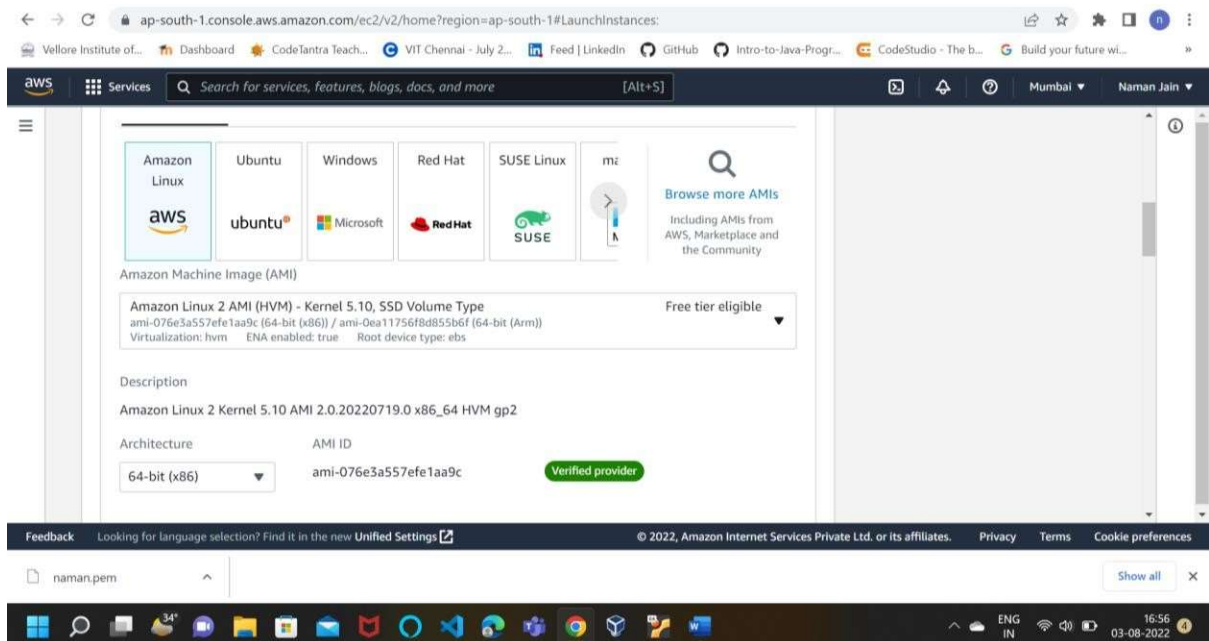 ap-south-1.console.aws.amazon.com/ec2/v2/home?region=ap-south-1#LaunchInstances:
n
Vellore Institute of... Dashboard CodeTantra Teach... VIT Chennai - July 2... Feed | LinkedIn GitHub Intro-to-Java-Progr... CodeStudio - The b... Build your future wi... »
aws Services Search for services, features, blogs, docs, and more [Alt+S] Mumbai Naman Jain
Amazon Linux
Ubuntu
Windows
Red Hat
SUSE Linux
aws
ubuntu
Microsoft
Red Hat
SUSE
Browse more AMIs
Including AMIs from
AWS, Marketplace and
the Community
Amazon Machine Image (AMI)
Amazon Linux 2 AMI (HVM) - Kernel 5.10, SSD Volume Type Free tier eligible
ami-076e3a557efe1aa9c (64-bit (x86)) / ami-0ea11756f8d855b6f (64-bit (Arm))
Virtualization: hvm ENA enabled: true Root device type: ebs
Description
Amazon Linux 2 Kernel 5.10 AMI 2.0.20220719.0 x86_64 HVM gp2
Architecture AMI ID
64-bit (x86) ami-076e3a557efe1aa9c Verified provider
Feedback Looking for language selection? Find it in the new Unified Settings © 2022, Amazon Internet Services Private Ltd. or its affiliates. Privacy Terms Cookie preferences
naman.pem Show all
34°
ENG
IN
16:56
03-08-2022
4